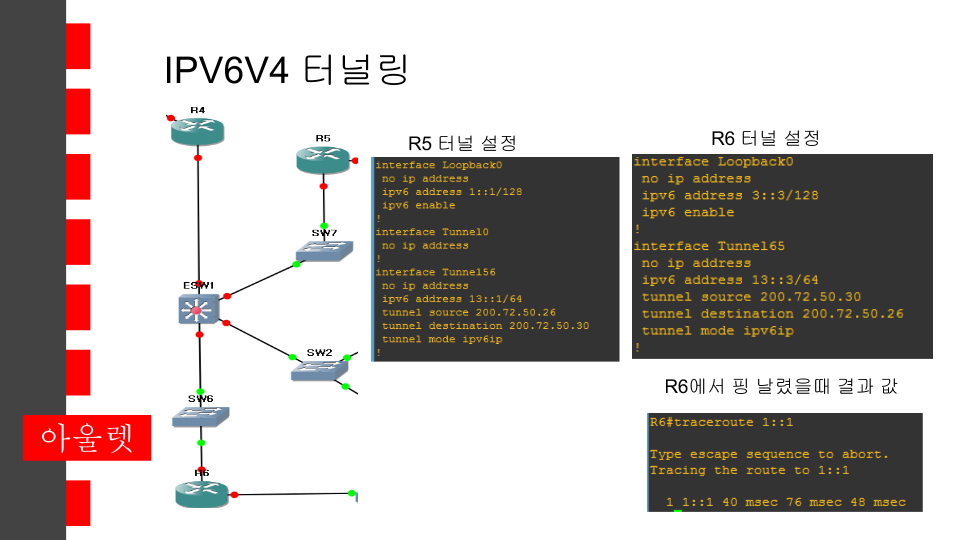 IPV6V4 터널링
R4
R5
SW7
ESW1
SW2
SW6
R6
아울렛
R5 터널 설정
interface Loopback0
no ip address
ipv6 address 1::1/128
ipv6 enable
!
interface Tunnel0
no ip address
!
interface Tunnel56
no ip address
ipv6 address 13::1/64
tunnel source 200.72.50.26
tunnel destination 200.72.50.30
tunnel mode ipv6ip
!
R6 터널 설정
interface Loopback0
no ip address
ipv6 address 3::3/128
ipv6 enable
!
interface Tunnel65
no ip address
ipv6 address 13::3/64
tunnel source 200.72.50.30
tunnel destination 200.72.50.26
tunnel mode ipv6ip
!
R6에서 핑 날렸을때 결과 값
R6#traceroute 1::1
Type escape sequence to abort.
Tracing the route to 1::1
1 1::1 40 msec 76 msec 48 msec